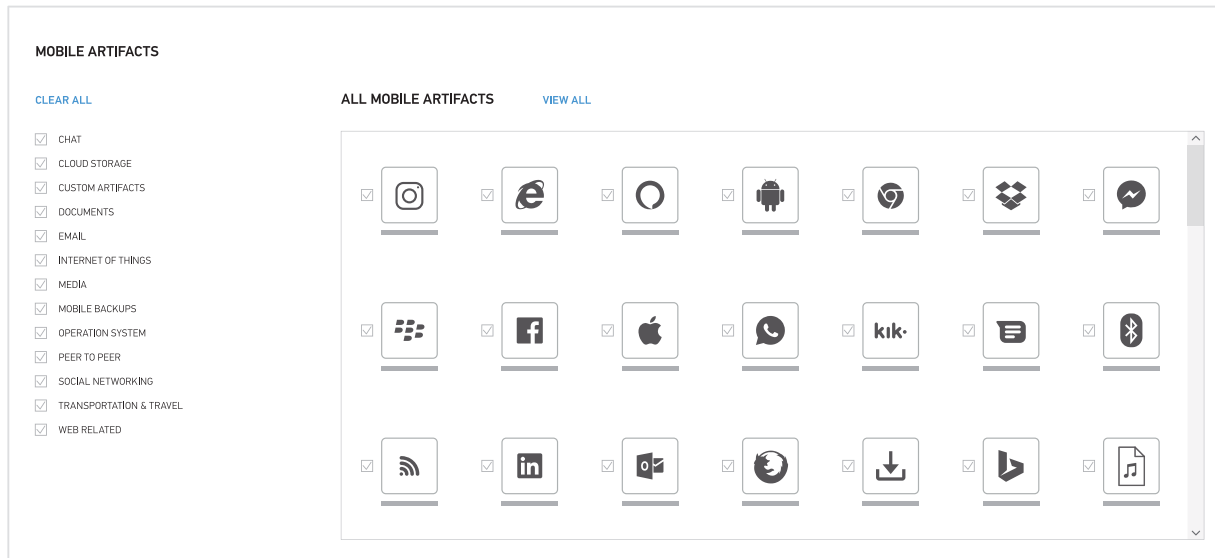 MOBILE ARTIFACTS
CLEAR ALL
CHAT
CLOUD STORAGE
CUSTOM ARTIFACTS
DOCUMENTS
EMAIL
INTERNET OF THINGS
MEDIA
MOBILE BACKUPS
OPERATION SYSTEM
PEER TO PEER
SOCIAL NETWORKING
TRANSPORTATION & TRAVEL
WEB RELATED
ALL MOBILE ARTIFACTS VIEW ALL
kik·
in